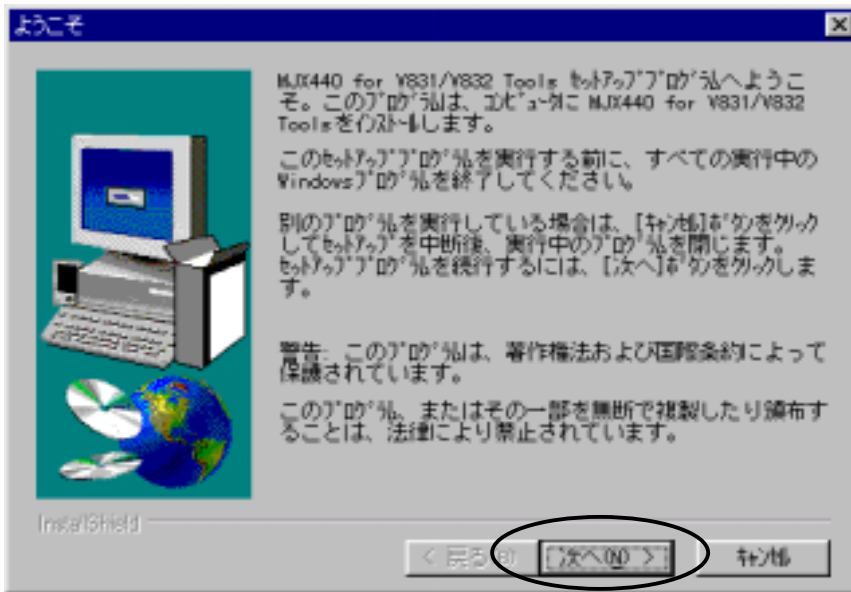 ようこそ
MJX440 for V831/V832 Tools ｾｯﾄｱｯﾌﾟﾌﾟﾛｸﾞﾗﾑへようこ
そ。このﾌﾟﾛｸﾞﾗﾑは、ｺﾝﾋﾟｭｰﾀに MJX440 for V831/V832
Toolsをｲﾝｽﾄｰﾙします。
このｾｯﾄｱｯﾌﾟﾌﾟﾛｸﾞﾗﾑを実行する前に、すべての実行中の
Windowsﾌﾟﾛｸﾞﾗﾑを終了してください。
別のﾌﾟﾛｸﾞﾗﾑを実行している場合は、[ｷｬﾝｾﾙ]ﾎﾞﾀﾝをｸﾘｯｸ
してｾｯﾄｱｯﾌﾟを中断後、実行中のﾌﾟﾛｸﾞﾗﾑを閉じます。
ｾｯﾄｱｯﾌﾟﾌﾟﾛｸﾞﾗﾑを続行するには、[次へ]ﾎﾞﾀﾝをｸﾘｯｸしま
す。
警告: このﾌﾟﾛｸﾞﾗﾑは、著作権法および国際条約によって
保護されています。
このﾌﾟﾛｸﾞﾗﾑ、またはその一部を無断で複製したり頒布す
ることは、法律により禁止されています。
InstallShield
< 戻る(B)
次へ(N) >
ｷｬﾝｾﾙ